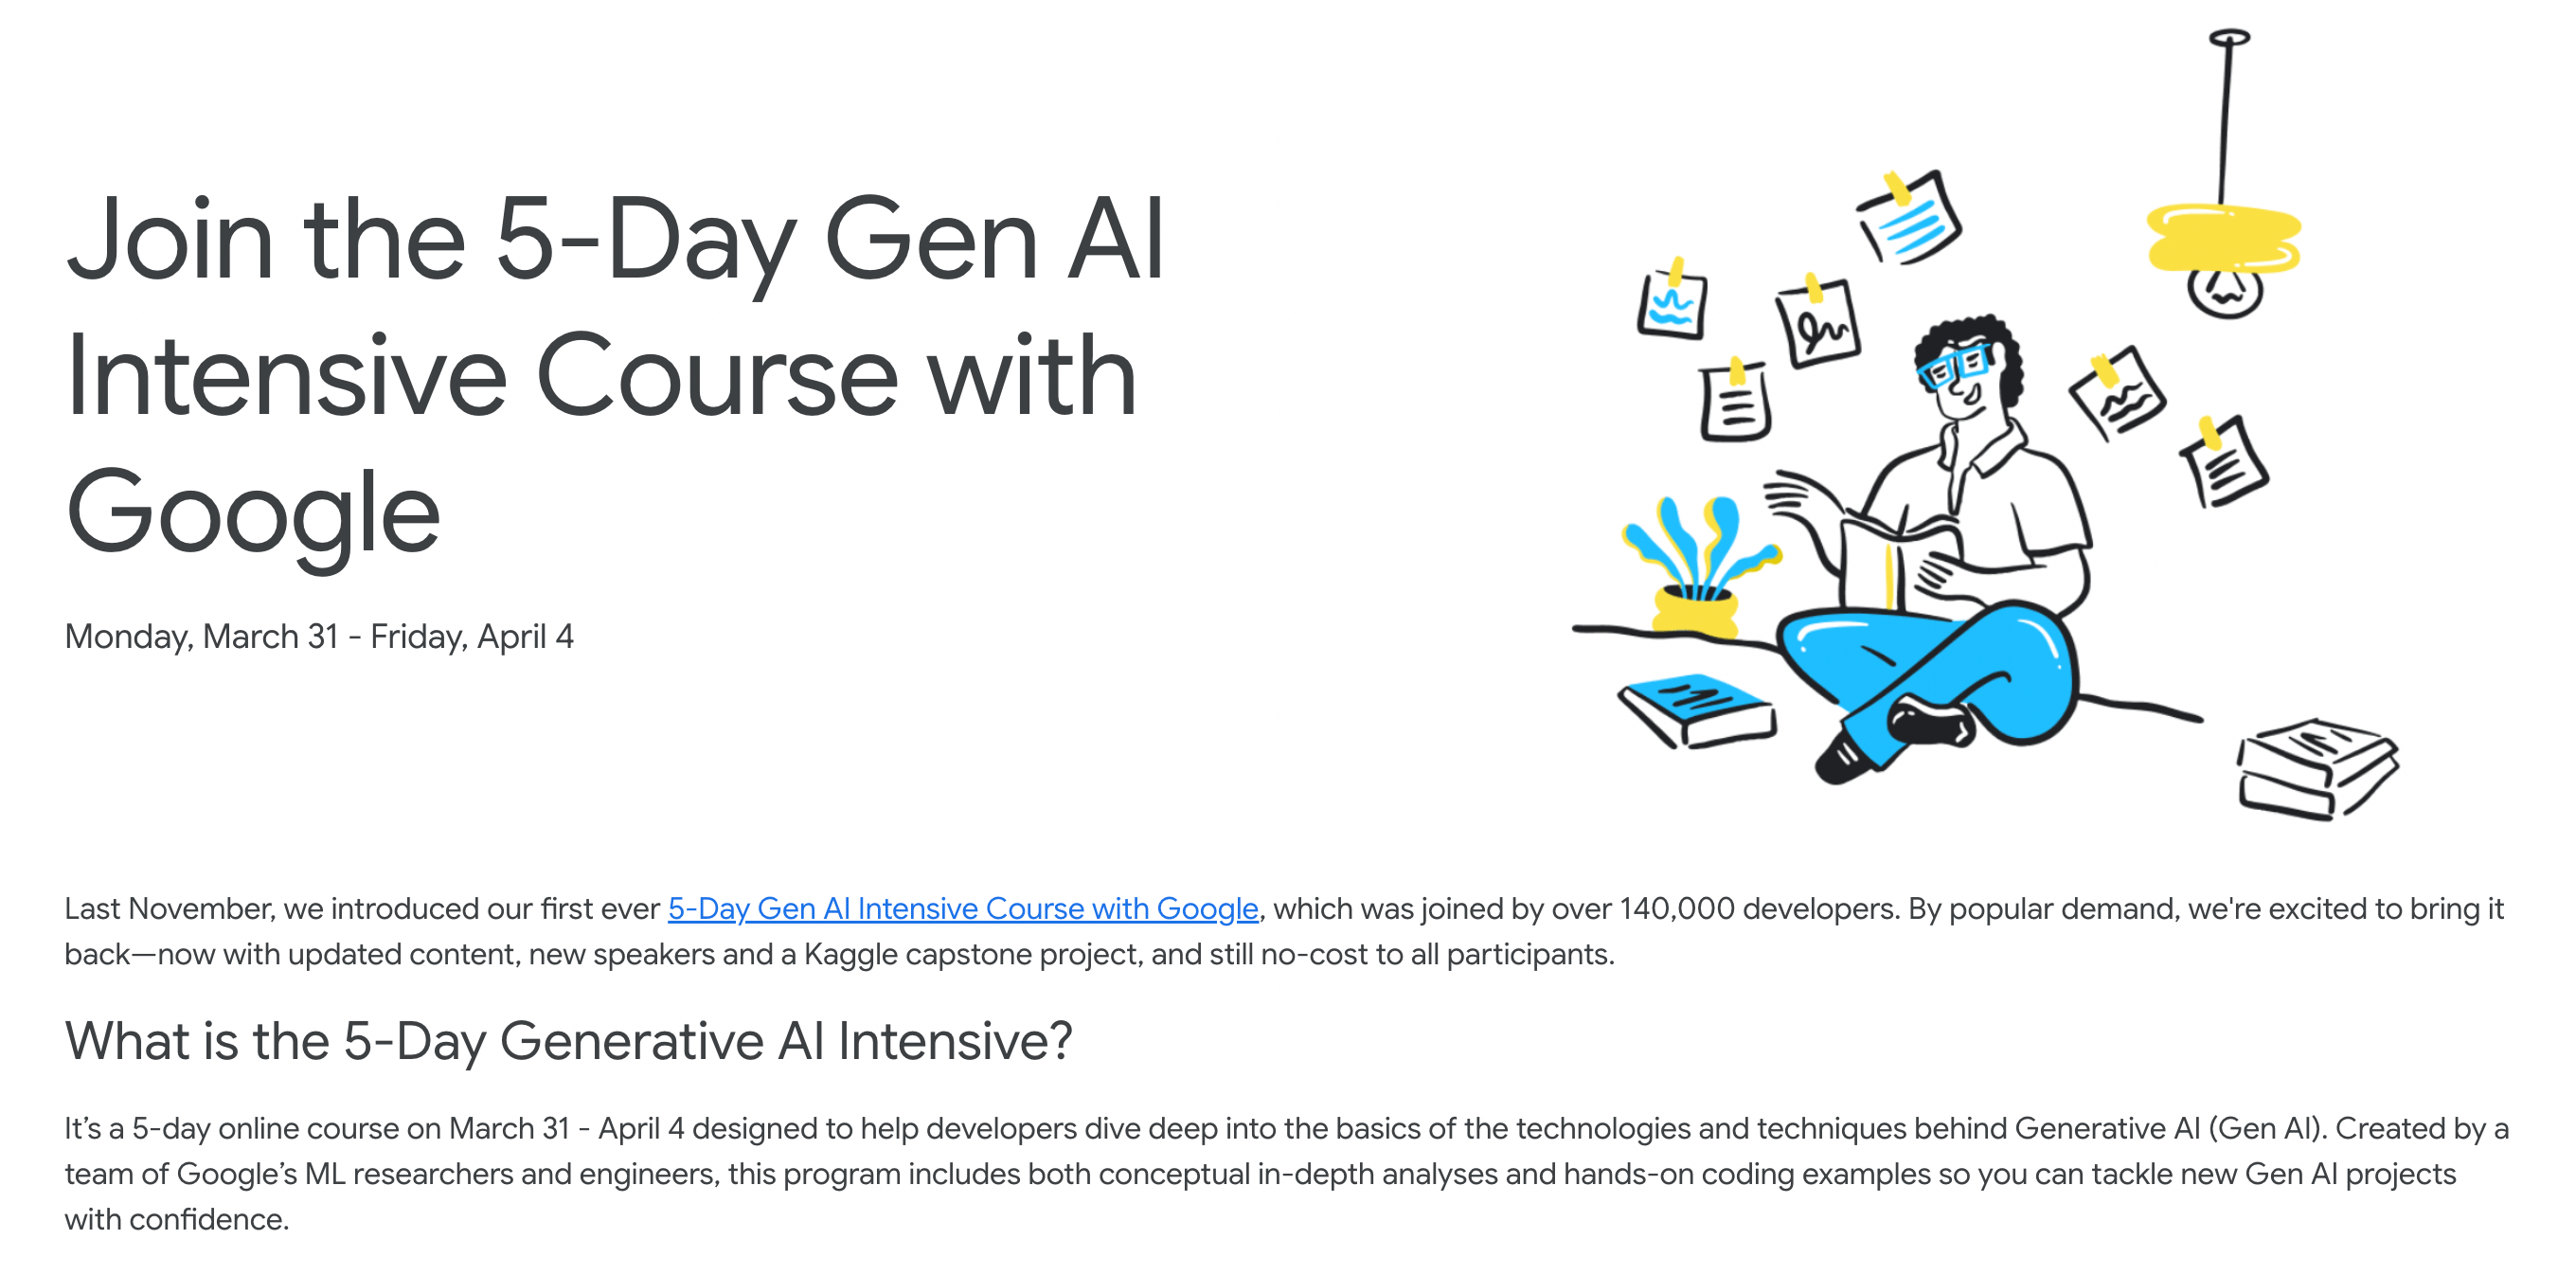 Join the 5-Day Gen AI
Intensive Course with
Google
Monday, March 31 - Friday, April 4
Last November, we introduced our first ever 5-Day Gen AI Intensive Course with Google, which was joined by over 140,000 developers. By popular demand, we're excited to bring it
back—now with updated content, new speakers and a Kaggle capstone project, and still no-cost to all participants.
What is the 5-Day Generative AI Intensive?
It’s a 5-day online course on March 31 - April 4 designed to help developers dive deep into the basics of the technologies and techniques behind Generative AI (Gen AI). Created by a
team of Google’s ML researchers and engineers, this program includes both conceptual in-depth analyses and hands-on coding examples so you can tackle new Gen AI projects
with confidence.